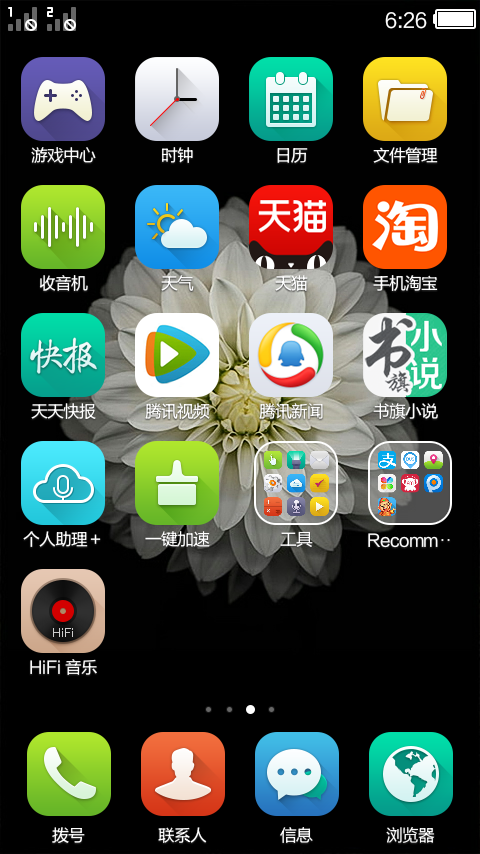 1 2 6:26
游戏中心 时钟 日历 文件管理
天猫 淘
收音机 天气 天猫 手机淘宝
快报 书旗 小说
天天快报 腾讯视频 腾讯新闻 书旗小说
个人助理+ 一键加速 工具 Recomm··
HiFi
HiFi 音乐
拨号 联系人 信息 浏览器